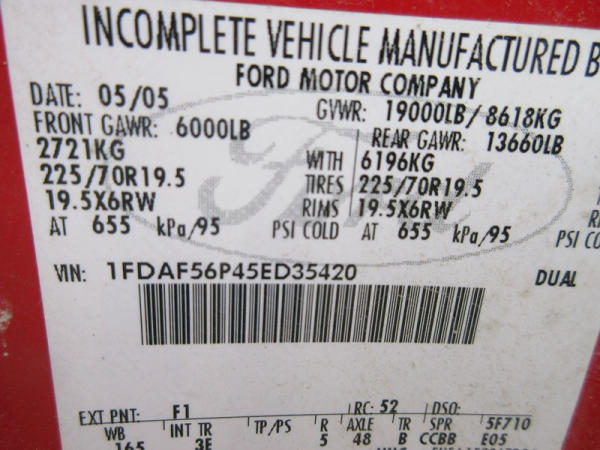 INCOMPLETE VEHICLE MANUFACTURED B
FORD MOTOR COMPANY
DATE: 05/05 GVWR: 19000LB/8618KG
FRONT GAWR: 6000LB REAR GAWR: 13660LB
2721KG WITH 6196KG
225/70R19.5 TIRES 225/70R19.5
19.5X6RW RIMS 19.5X6RW
AT 655 kPa/95 PSI COLD AT 655 kPa/95 PSI CO
VIN: 1FDAF56P45ED35420 DUAL
EXT PNT: F1 RC: 52 DSO:
WB INT TR TP/PS R AXLE TR SPR 5F710
165 3E 5 48 B CCBB E05